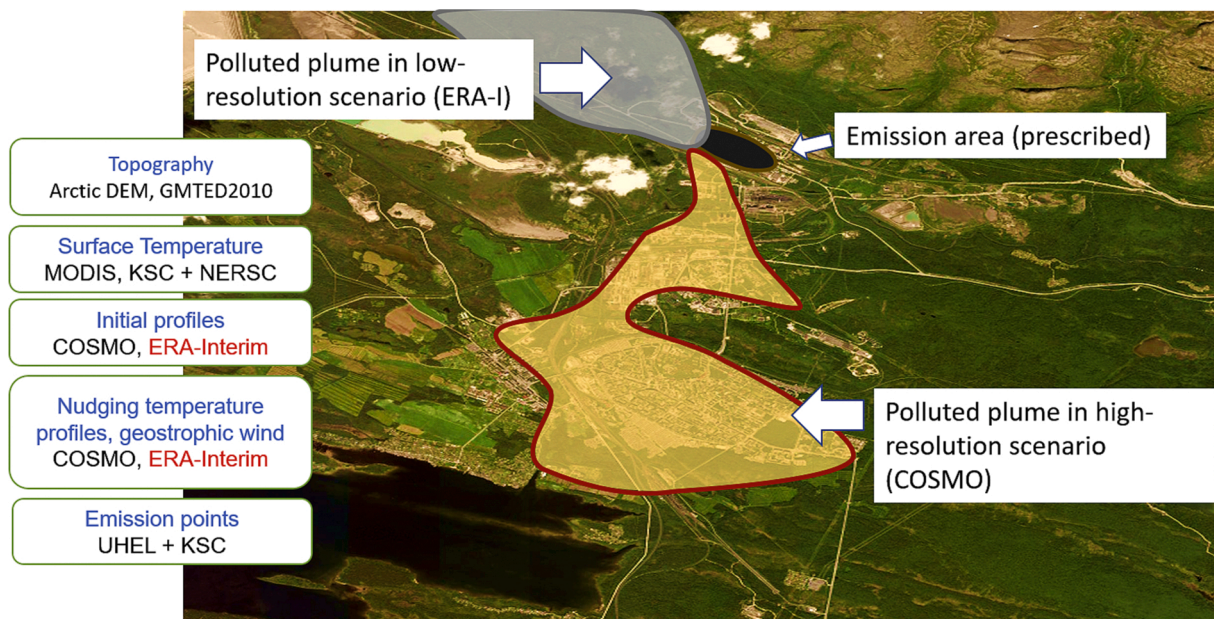 Polluted plume in low-
resolution scenario (ERA-I)
Emission area (prescribed)
Topography
Arctic DEM, GMTED2010
Surface Temperature
MODIS, KSC + NERSC
Initial profiles
COSMO, ERA-Interim
Nudging temperature
profiles, geostrophic wind
COSMO, ERA-Interim
Emission points
UHEL + KSC
Polluted plume in high-
resolution scenario
(COSMO)